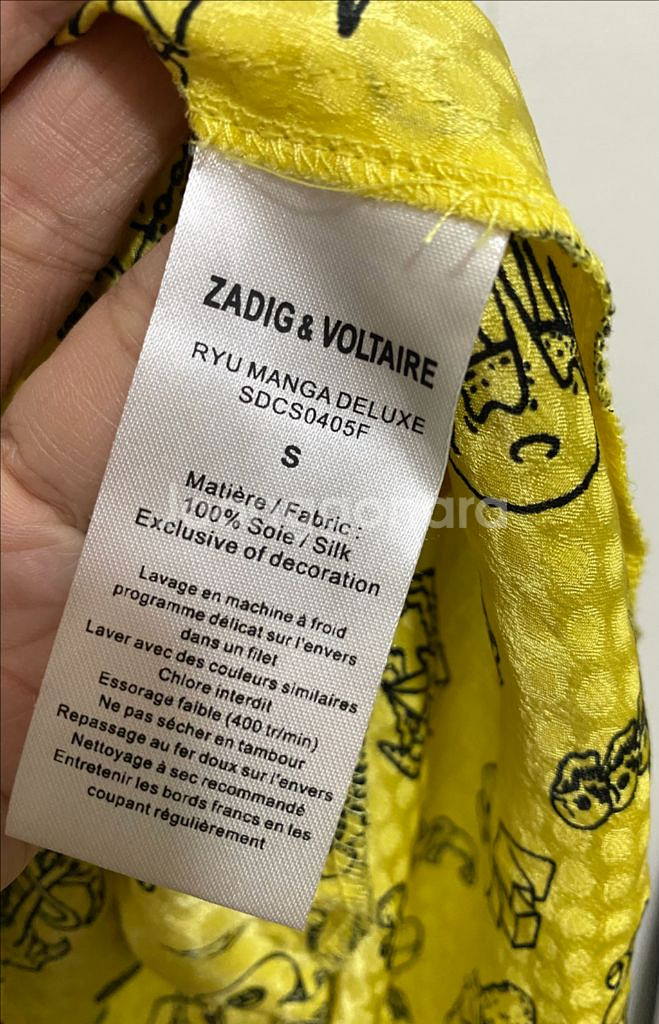 ZADIG & VOLTAIRE
RYU MANGA DELUXE
SDCS0405F
S
Matière / Fabric :
100% Soie / Silk
Exclusive of decoration
Lavage en machine à froid
programme délicat sur l'envers
dans un filet
Laver avec des couleurs similaires
Chlore interdit
Essorage faible (400 tr/min)
Ne pas sécher en tambour
Repassage au fer doux sur l'envers
Nettoyage à sec recommandé
Entretenir les bords francs en les
coupant régulièrement